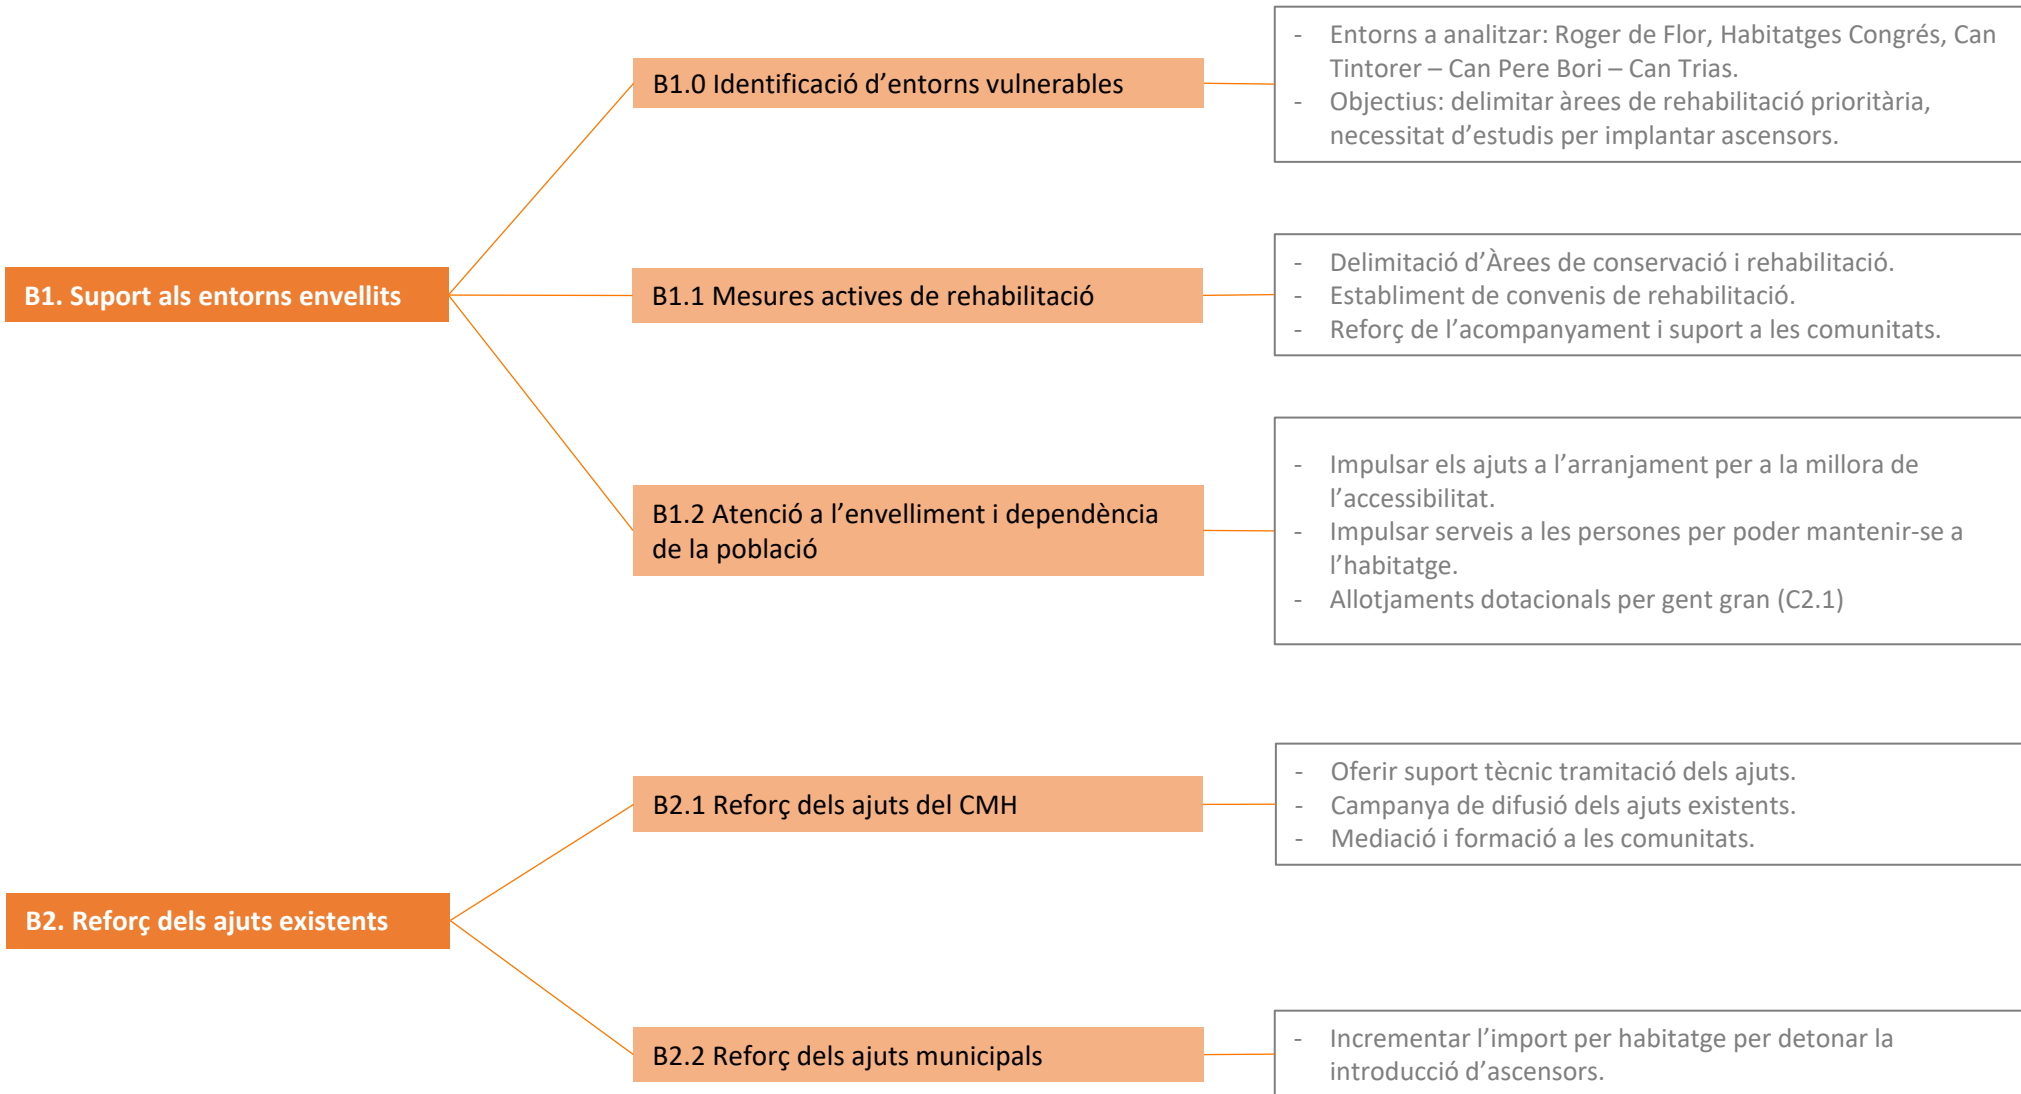 B1. Suport als entorns envellits
B1.0 Identificació d’entorns vulnerables
- Entorns a analitzar: Roger de Flor, Habitatges Congrés, Can
Tintorer – Can Pere Bori – Can Trias.
- Objectius: delimitar àrees de rehabilitació prioritària,
necessitat d’estudis per implantar ascensors.
B1.1 Mesures actives de rehabilitació
- Delimitació d’Àrees de conservació i rehabilitació.
- Establiment de convenis de rehabilitació.
- Reforç de l’acompanyament i suport a les comunitats.
B1.2 Atenció a l’envelliment i dependència
de la població
- Impulsar els ajuts a l’arranjament per a la millora de
l’accessibilitat.
- Impulsar serveis a les persones per poder mantenir-se a
l’habitatge.
- Allotjaments dotacionals per gent gran (C2.1)
B2. Reforç dels ajuts existents
B2.1 Reforç dels ajuts del CMH
- Oferir suport tècnic tramitació dels ajuts.
- Campanya de difusió dels ajuts existents.
- Mediació i formació a les comunitats.
B2.2 Reforç dels ajuts municipals
- Incrementar l’import per habitatge per detonar la
introducció d’ascensors.